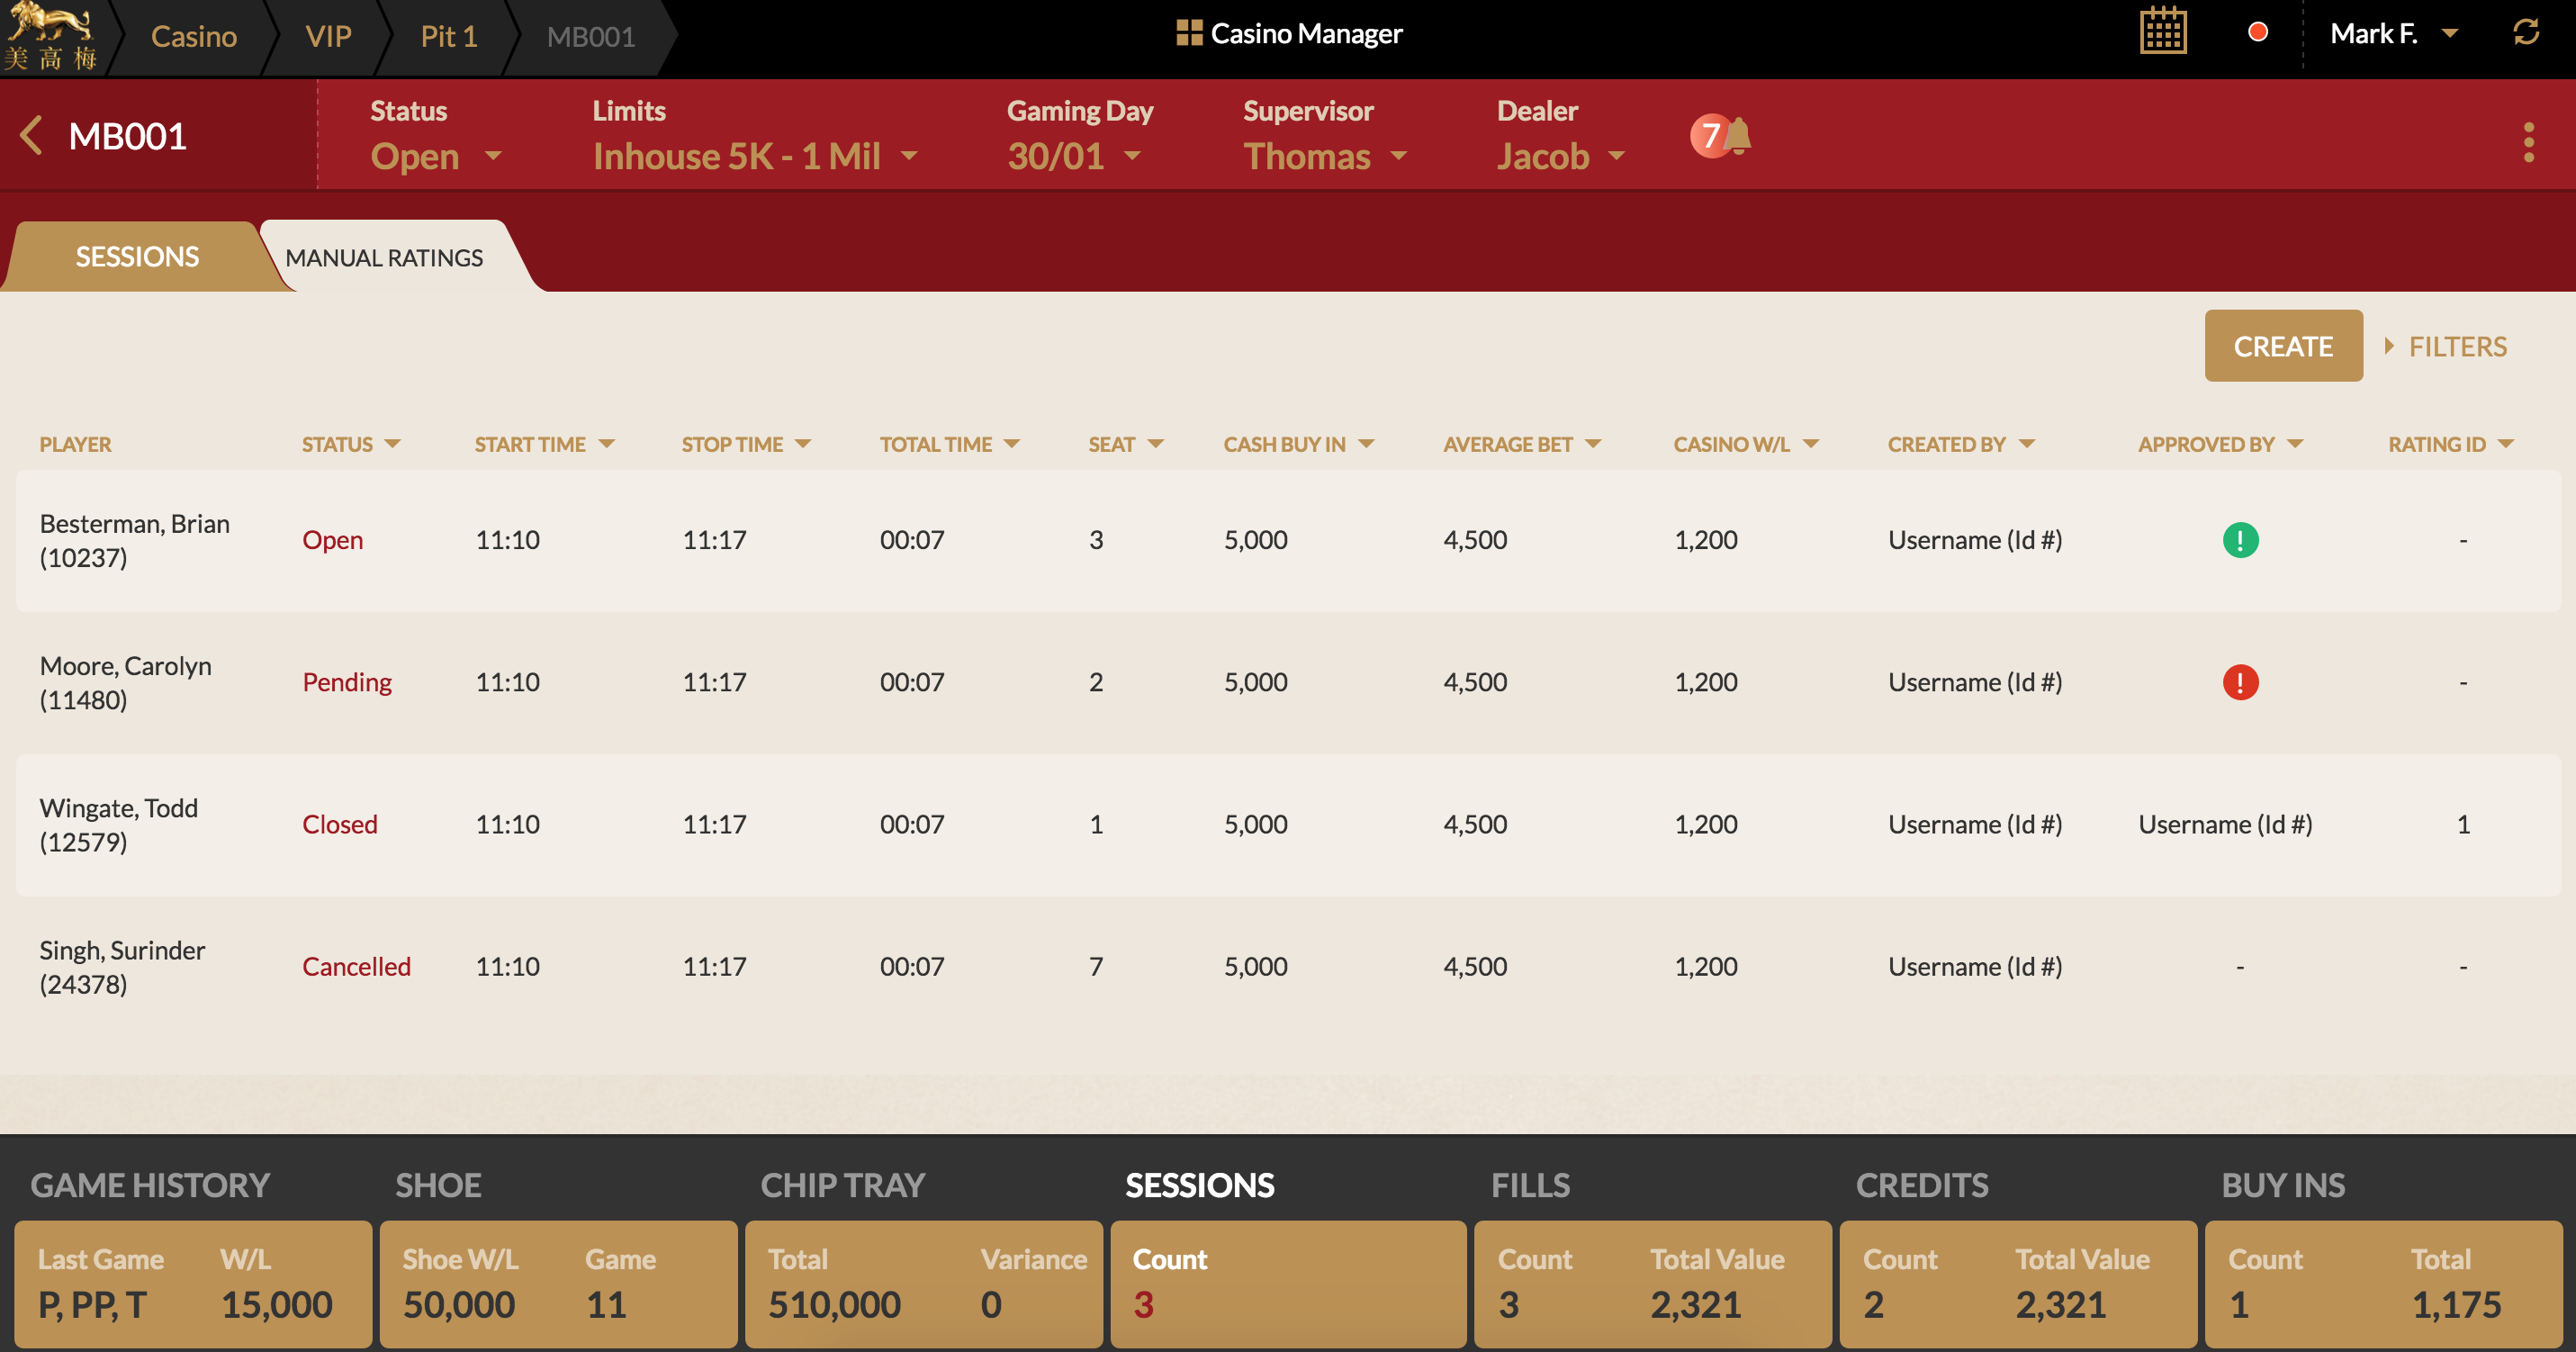 美高梅
Casino
VIP
Pit 1
MB001
Casino Manager
Mark F.
MB001
Status
Open
Limits
Inhouse 5K - 1 Mil
Gaming Day
30/01
Supervisor
Thomas
Dealer
Jacob
7
SESSIONS
MANUAL RATINGS
CREATE
FILTERS
PLAYER STATUS START TIME STOP TIME TOTAL TIME SEAT CASH BUY IN AVERAGE BET CASINO W/L CREATED BY APPROVED BY RATING ID
Besterman, Brian
(10237)
Open 11:10 11:17 00:07 3 5,000 4,500 1,200 Username (Id #) ! -
Moore, Carolyn
(11480)
Pending 11:10 11:17 00:07 2 5,000 4,500 1,200 Username (Id #) ! -
Wingate, Todd
(12579)
Closed 11:10 11:17 00:07 1 5,000 4,500 1,200 Username (Id #) Username (Id #) 1
Singh, Surinder
(24378)
Cancelled 11:10 11:17 00:07 7 5,000 4,500 1,200 Username (Id #) - -
GAME HISTORY
Last Game W/L
P, PP, T 15,000
SHOE
Shoe W/L Game
50,000 11
CHIP TRAY
Total Variance
510,000 0
SESSIONS
Count
3
FILLS
Count Total Value
3 2,321
CREDITS
Count Total Value
2 2,321
BUY INS
Count Total
1 1,175